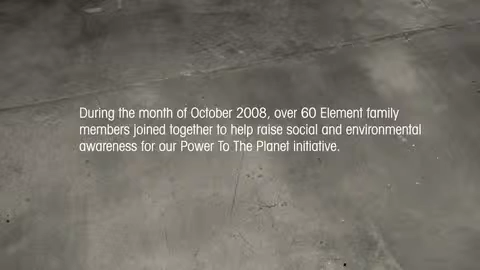 During the month of October 2008, over 60 Element family
members joined together to help raise social and environmental
awareness for our Power To The Planet initiative.